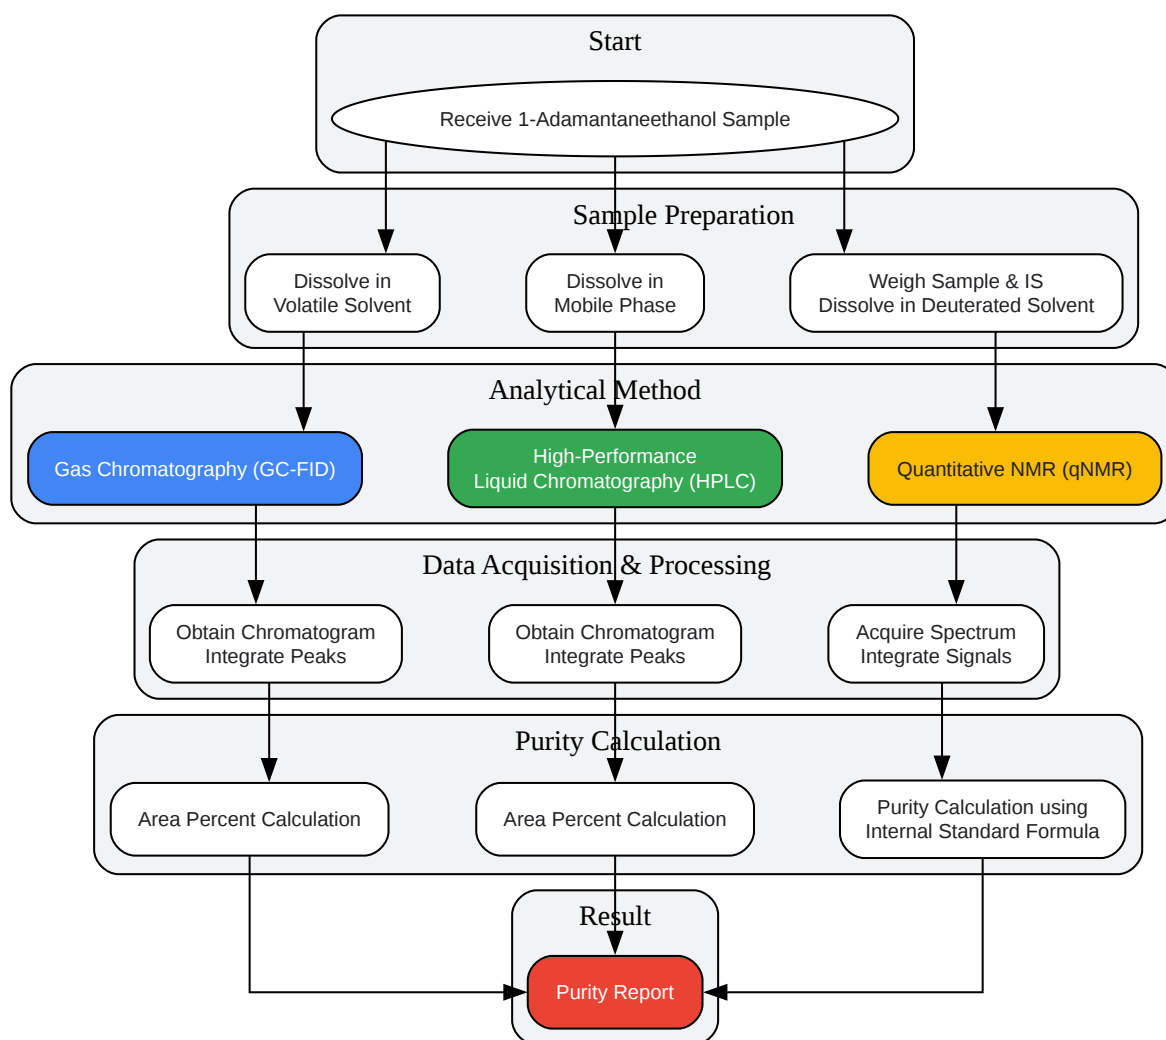 Start
Receive 1-Adamantaneethanol Sample
Sample Preparation
Dissolve in
Volatile Solvent
Dissolve in
Mobile Phase
Weigh Sample & IS
Dissolve in Deuterated Solvent
Analytical Method
Gas Chromatography (GC-FID)
High-Performance
Liquid Chromatography (HPLC)
Quantitative NMR (qNMR)
Data Acquisition & Processing
Obtain Chromatogram
Integrate Peaks
Obtain Chromatogram
Integrate Peaks
Acquire Spectrum
Integrate Signals
Purity Calculation
Area Percent Calculation
Area Percent Calculation
Purity Calculation using
Internal Standard Formula
Result
Purity Report